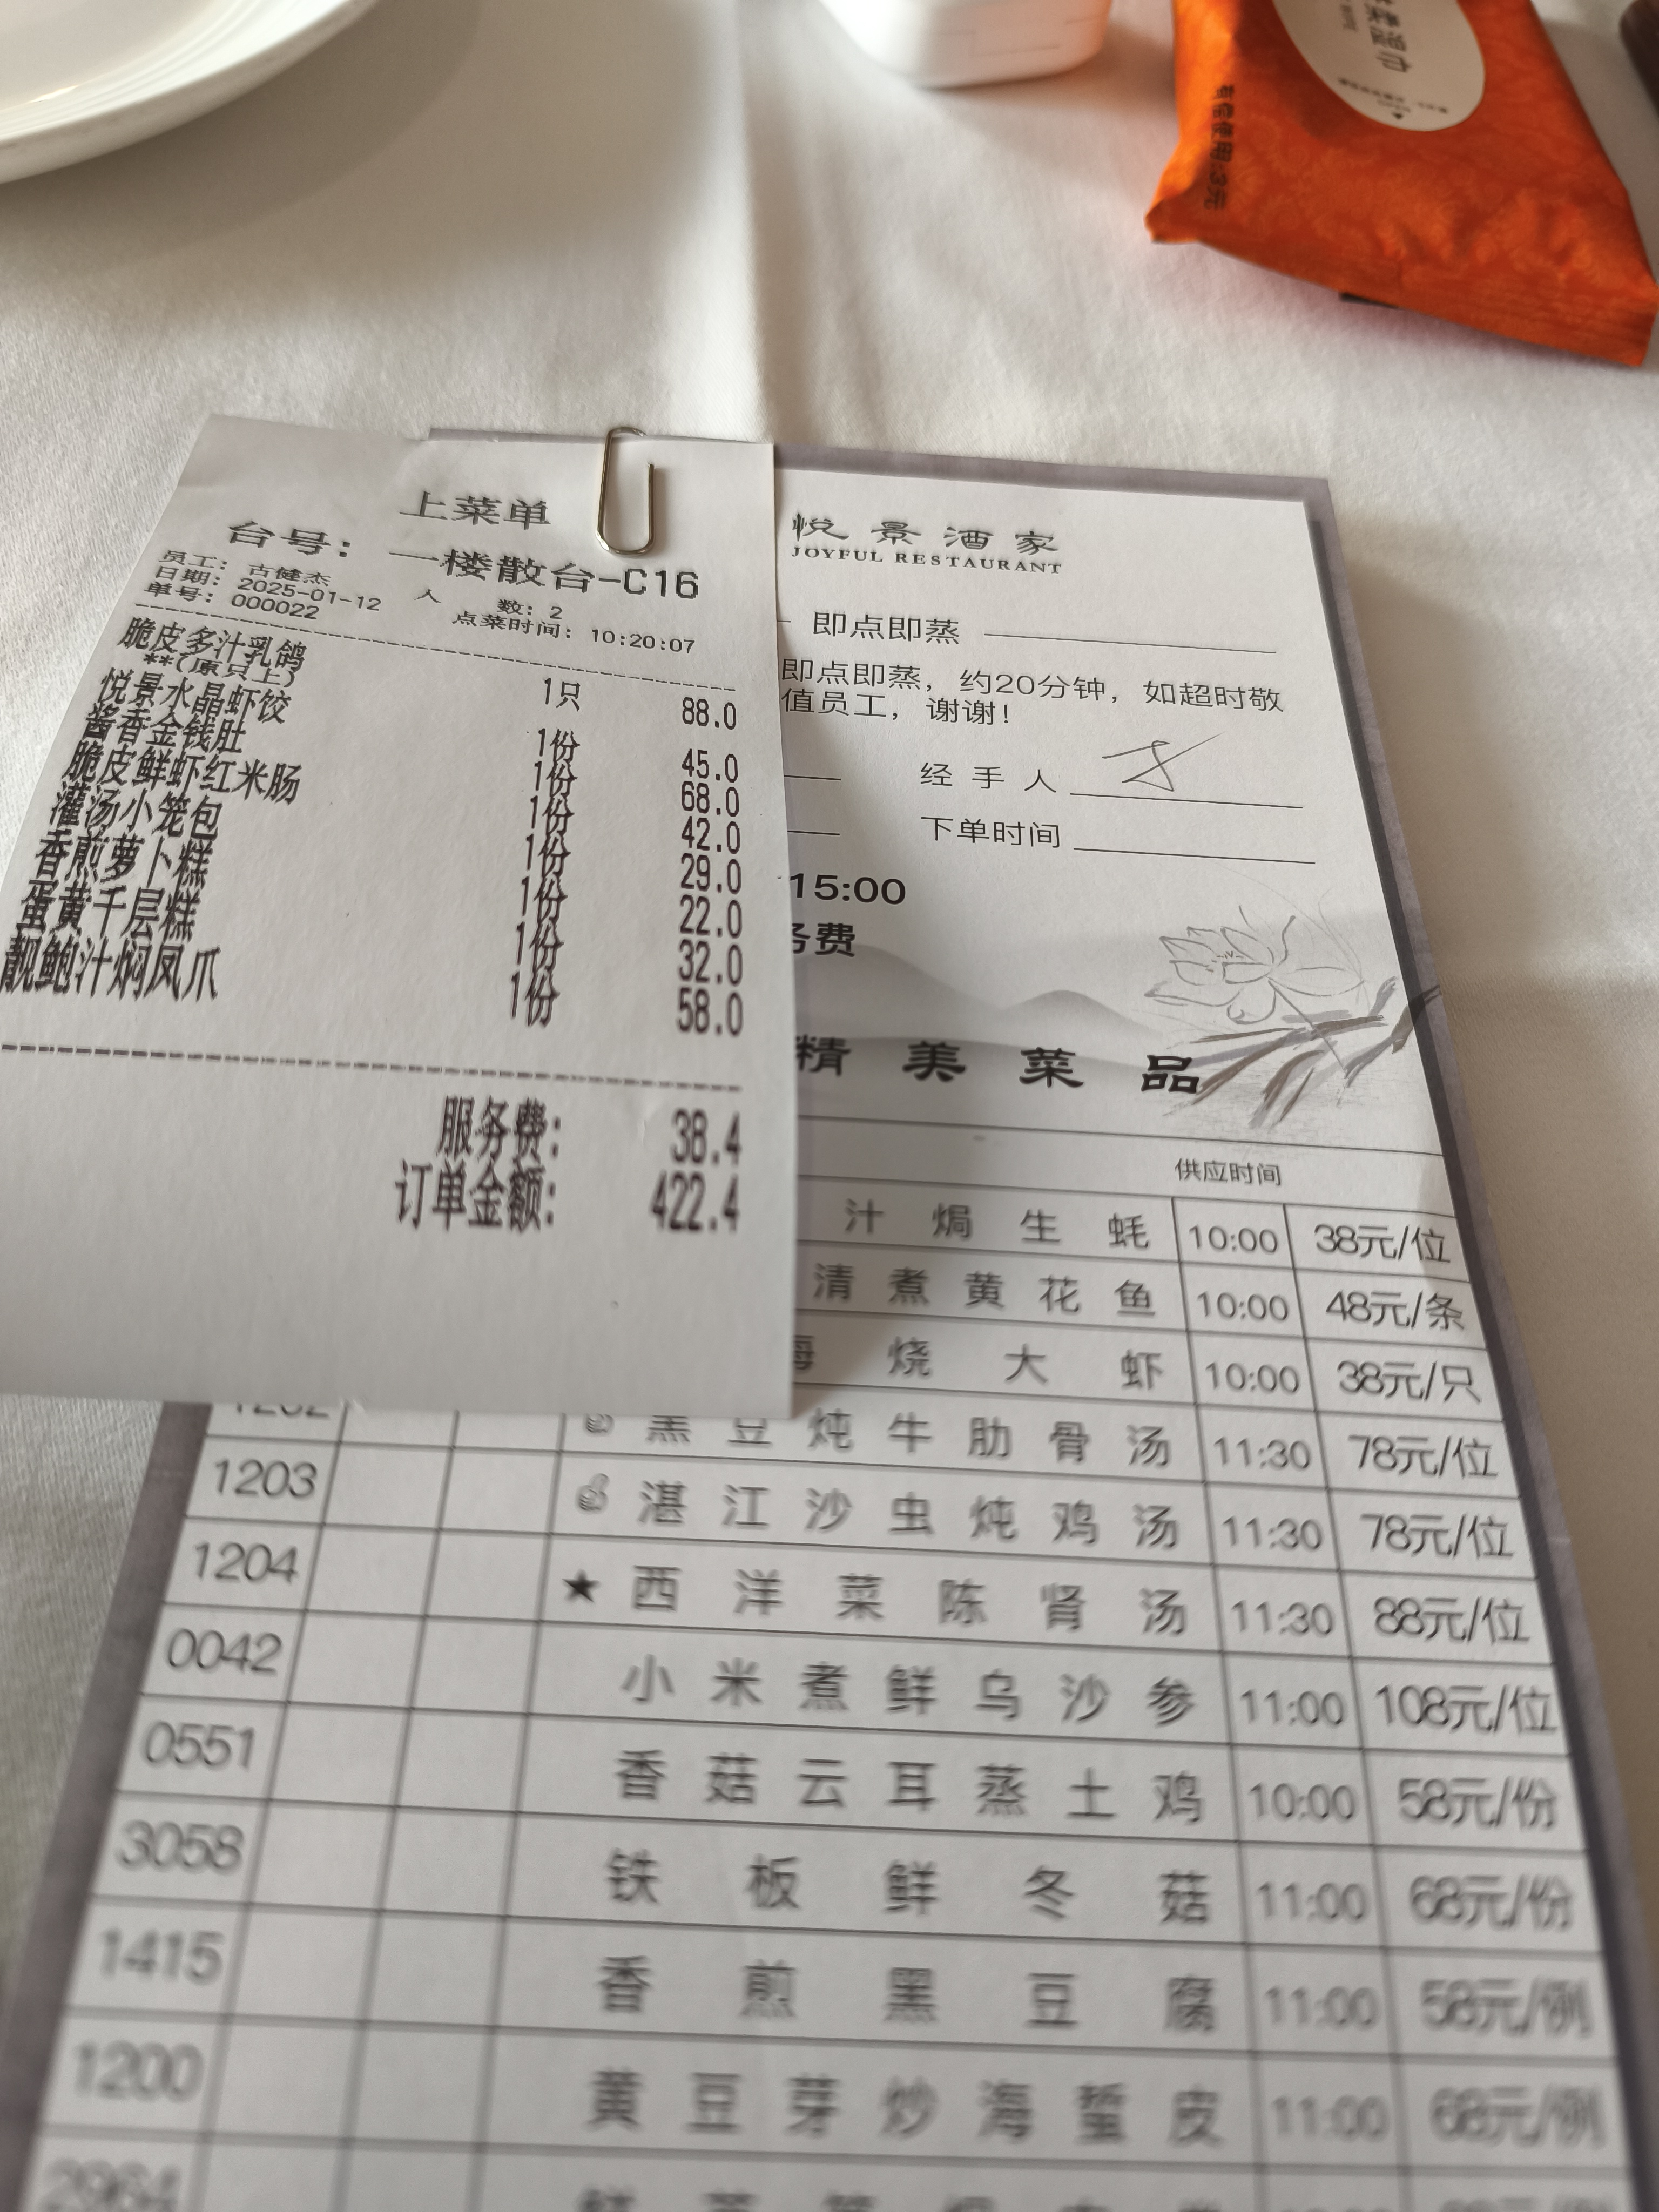 湿巾
可偿使用:3元
上菜单
台号: 一楼散台-C16
员工: 古健杰
人 数: 2
日期: 2025-01-12
点菜时间: 10:20:07
单号: 000022
脆皮多汁乳鸽 1只 88.0
**(原只上)
悦景水晶虾饺 1份 45.0
酱香金钱肚 1份 68.0
脆皮鲜虾红米肠 1份 42.0
灌汤小笼包 1份 29.0
香煎萝卜糕 1份 22.0
蛋黄千层糕 1份 32.0
靓鲍汁焖凤爪 1份 58.0
服务费: 38.4
订单金额: 422.4
悦景酒家
JOYFUL RESTAURANT
即点即蒸
即点即蒸，约20分钟，如超时敬
值员工，谢谢！
经手人
下单时间
15:00
务费
精美菜品
供应时间
汁焗生蚝 10:00 38元/位
清煮黄花鱼 10:00 48元/条
烧大虾 10:00 38元/只
1202 黑豆炖牛肋骨汤 11:30 78元/位
1203 湛江沙虫炖鸡汤 11:30 78元/位
1204 ★西洋菜陈肾汤 11:30 88元/位
0042 小米煮鲜乌沙参 11:00 108元/位
0551 香菇云耳蒸土鸡 10:00 58元/份
3058 铁板鲜冬菇 11:00 68元/份
1415 香煎黑豆腐 11:00 58元/例
1200 黄豆芽炒海蜇皮 11:00 68元/例
2964